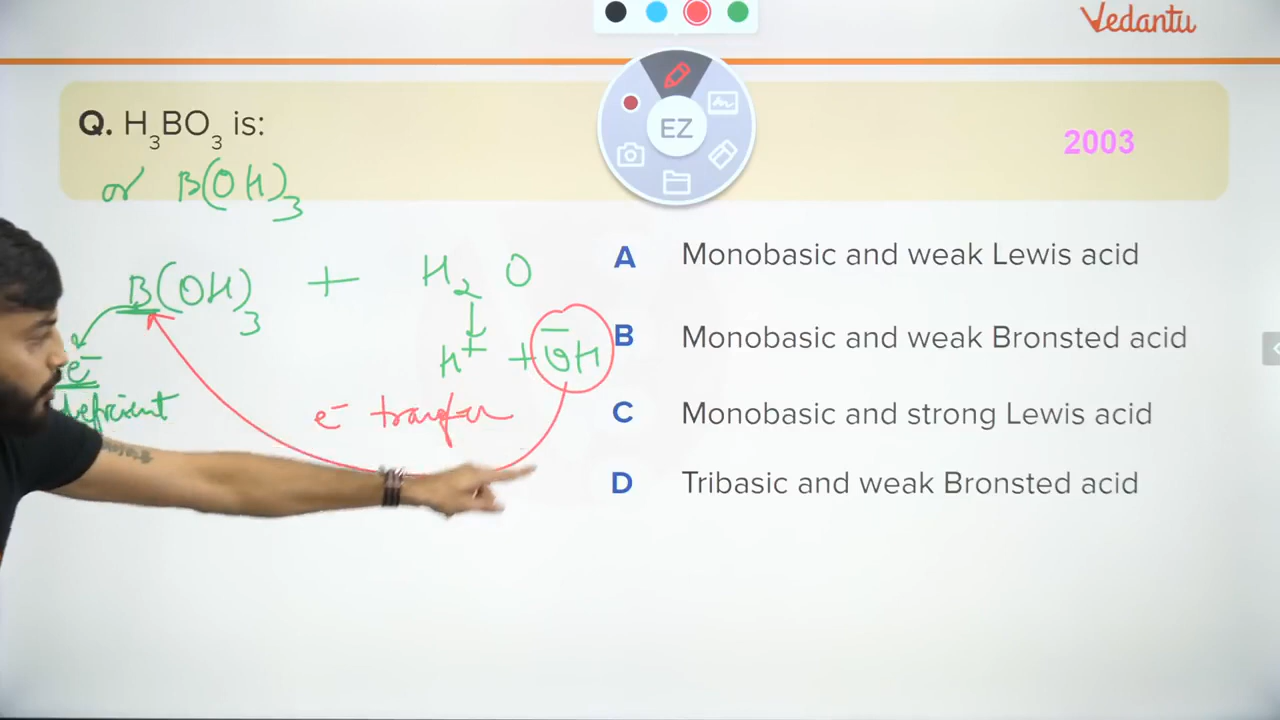 Vedantu
Q. H3BO3 is:
2003
or B(OH)3
EZ
B(OH)3 + H2O
H+ + OH
e-
deficient
e- transfer
A Monobasic and weak Lewis acid
B Monobasic and weak Bronsted acid
C Monobasic and strong Lewis acid
D Tribasic and weak Bronsted acid